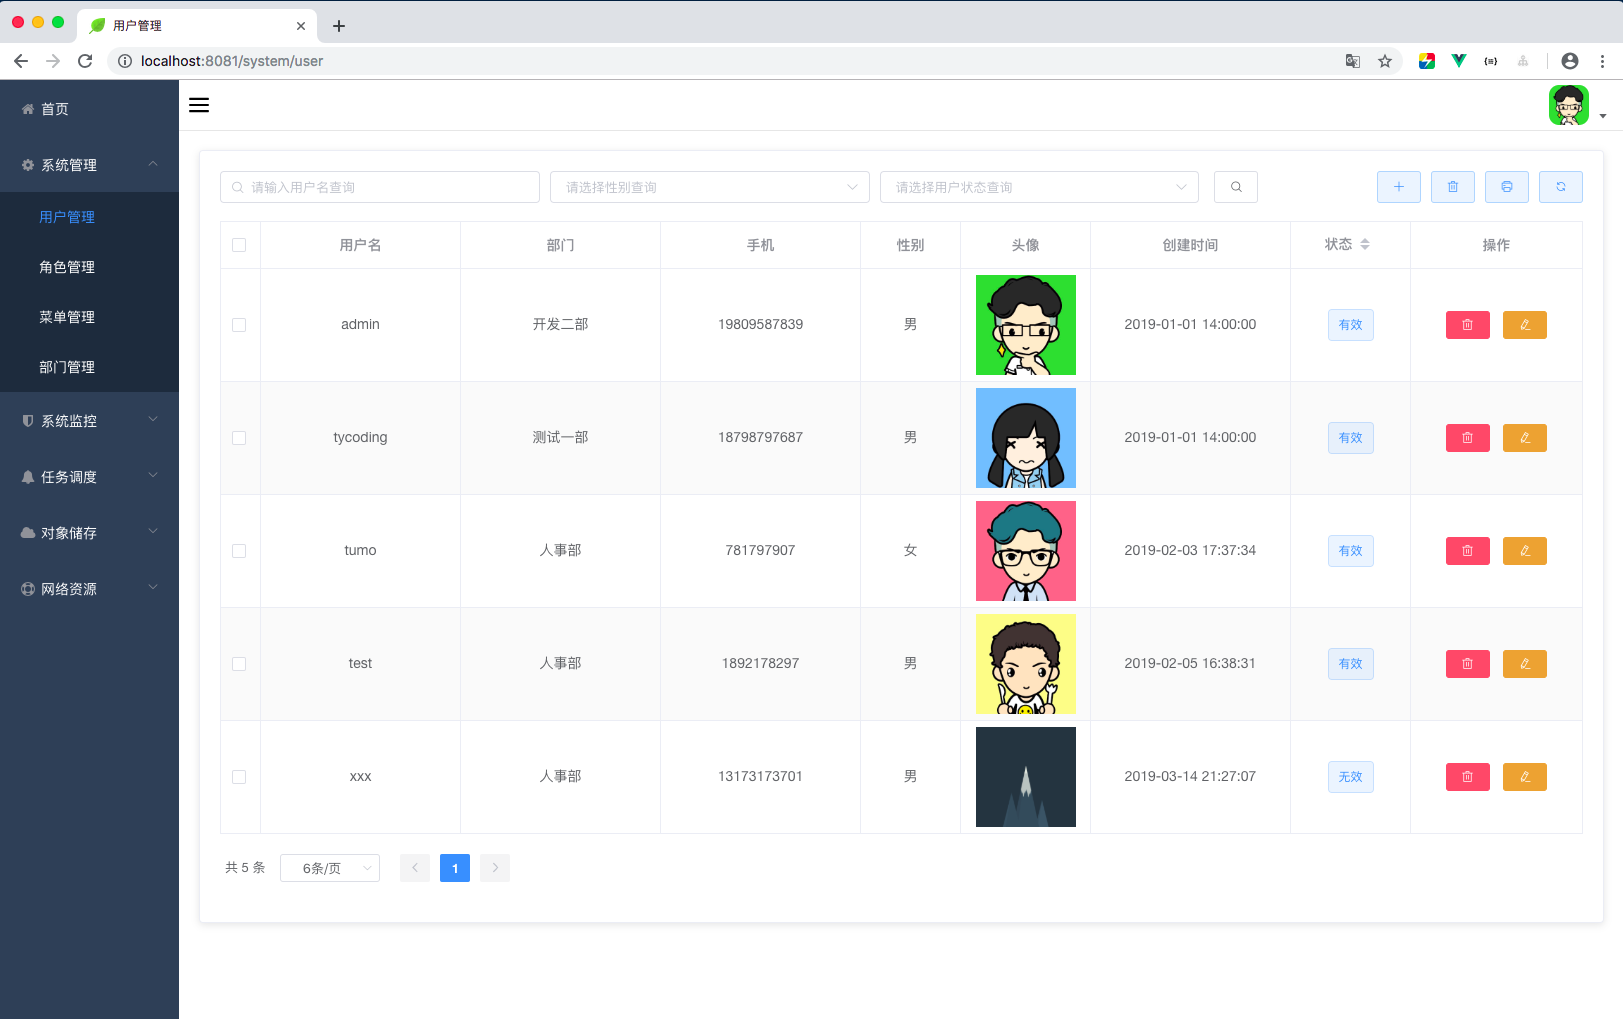 用户管理
localhost:8081/system/user
首页
系统管理
用户管理
角色管理
菜单管理
部门管理
系统监控
任务调度
对象储存
网络资源
请输入用户名查询 请选择性别查询 请选择用户状态查询
用户名 部门 手机 性别 头像 创建时间 状态 操作
admin 开发二部 19809587839 男 2019-01-01 14:00:00 有效
tycoding 测试一部 18798797687 男 2019-01-01 14:00:00 有效
tumo 人事部 781797907 女 2019-02-03 17:37:34 有效
test 人事部 1892178297 男 2019-02-05 16:38:31 有效
xxx 人事部 13173173701 男 2019-03-14 21:27:07 无效
共 5 条 6条/页 1